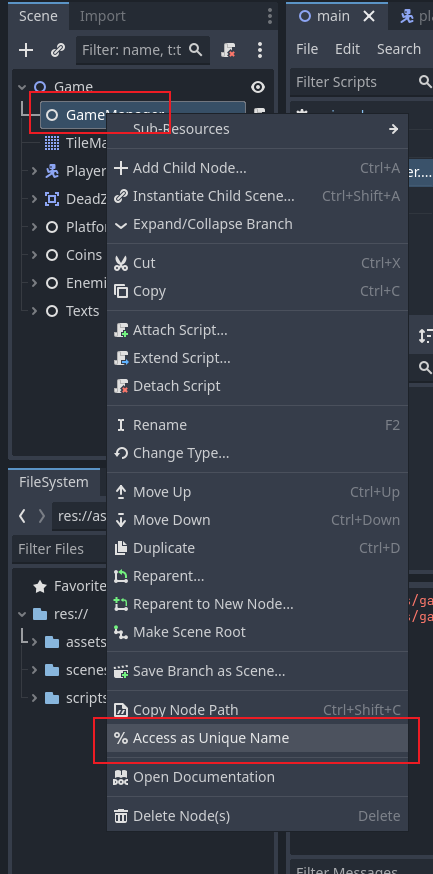 Scene
Import
main
Filter: name, t:t
File Edit Search
Filter Scripts
Game
GameManager
Sub-Resources
TileMa
Player
DeadZ
Platfor
Coins
Enemi
Texts
Add Child Node... Ctrl+A
Instantiate Child Scene... Ctrl+Shift+A
Expand/Collapse Branch
Cut Ctrl+X
Copy Ctrl+C
Attach Script...
Extend Script...
Detach Script
Rename F2
Change Type...
Move Up Ctrl+Up
Move Down Ctrl+Down
Duplicate Ctrl+D
Reparent...
Reparent to New Node...
Make Scene Root
Save Branch as Scene...
Copy Node Path Ctrl+Shift+C
Access as Unique Name
Open Documentation
Delete Node(s) Delete
FileSystem
res://as
Filter Files
Favorite
res://
assets
scenes
scripts
er....
s/ga
s/ga
Filter Messages